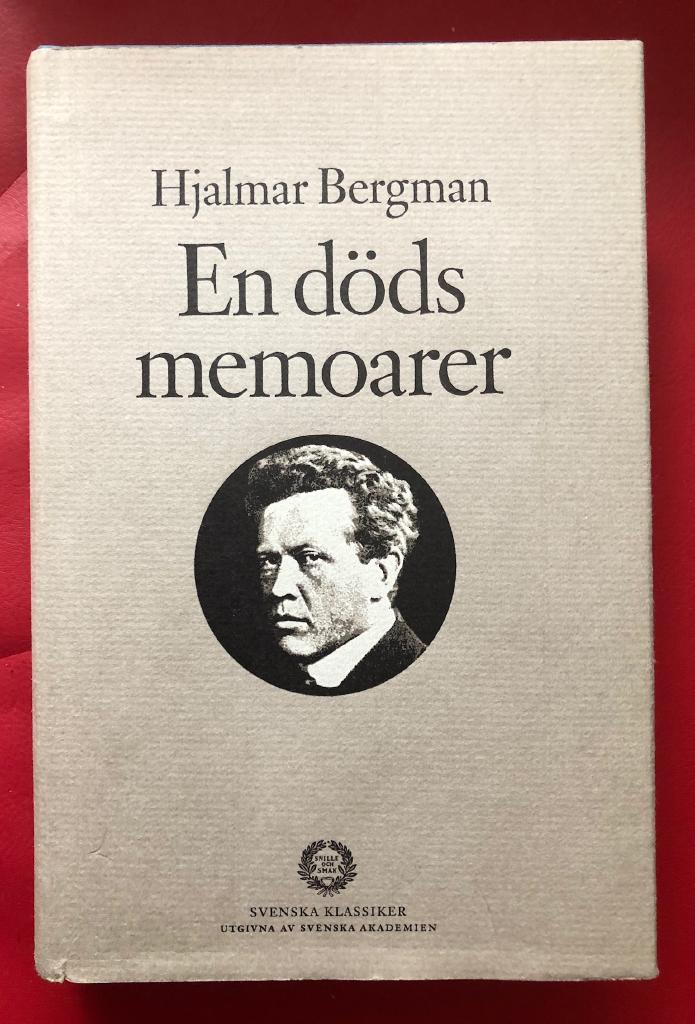 Hjalmar Bergman
En döds
memoarer
SNILLE
OCH
SMAK
SVENSKA KLASSIKER
UTGIVNA AV SVENSKA AKADEMIEN